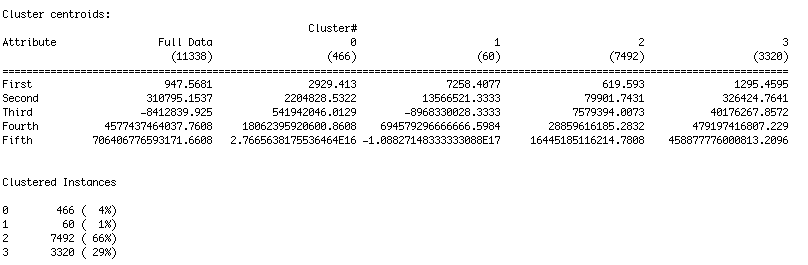 Cluster centroids:
Cluster#
Attribute Full Data 0 1 2 3
(11338) (466) (60) (7492) (3320)
================================================================================
First 947.5681 2929.413 7258.4077 619.593 1295.4595
Second 310795.1537 2204828.5322 13566521.3333 79901.7431 326424.7641
Third -8412839.925 541942046.0129 -8968330028.3333 7579394.0073 40176267.8572
Fourth 4577437464037.7608 18062395920600.8608 694579296666666.5984 28859616185.2832 479197416807.229
Fifth 706406776593171.6608 2.7665638175536464E16 -1.08827148333333088E17 16445185116214.7808 458877776000813.2096
Clustered Instances
0 466 ( 4%)
1 60 ( 1%)
2 7492 ( 66%)
3 3320 ( 29%)